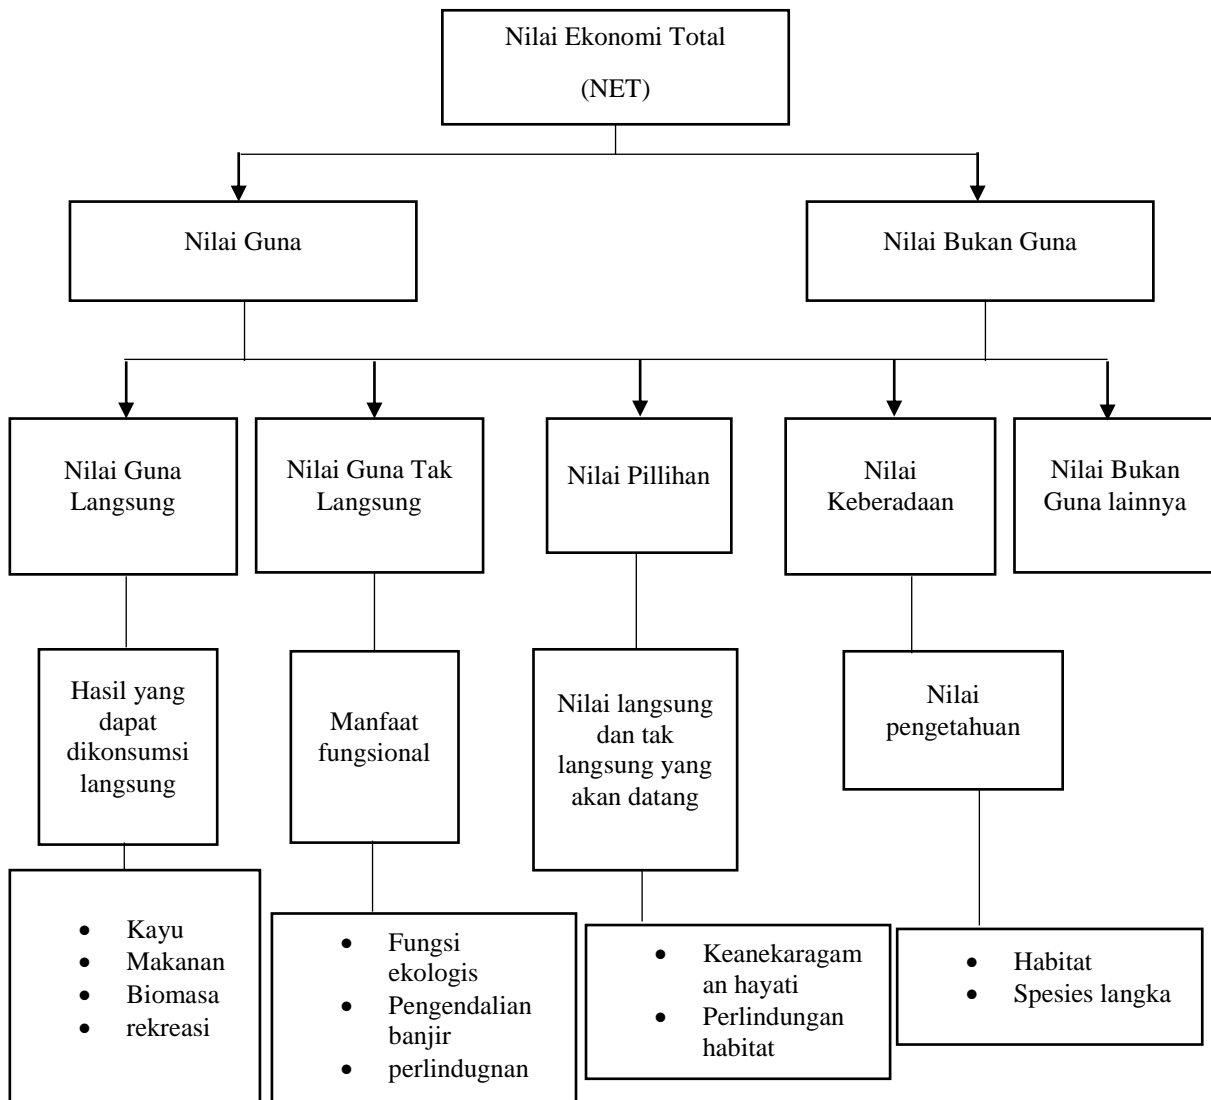 Nilai Ekonomi Total
(NET)
Nilai Guna
Nilai Bukan Guna
Nilai Guna
Langsung
Nilai Guna Tak
Langsung
Nilai Pillihan
Nilai
Keberadaan
Nilai Bukan
Guna lainnya
Hasil yang
dapat
dikonsumsi
langsung
Manfaat
fungsional
Nilai langsung
dan tak
langsung yang
akan datang
Nilai
pengetahuan
• Kayu
• Makanan
• Biomasa
• rekreasi
• Fungsi
ekologis
• Pengendalian
banjir
• perlindugnan
• Keanekaragam
an hayati
• Perlindungan
habitat
• Habitat
• Spesies langka